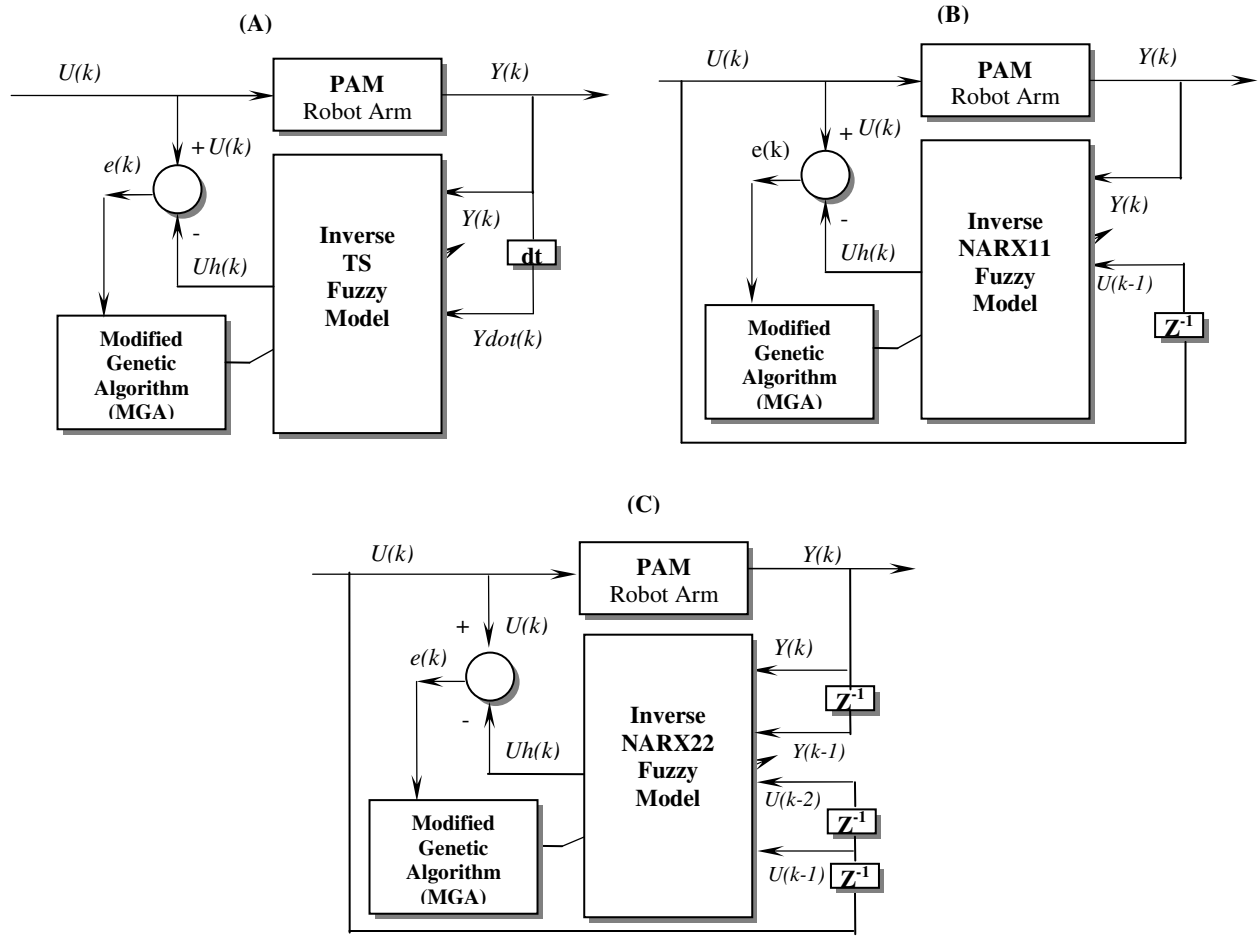 (A)
U(k)
PAM
Robot Arm
Y(k)
+ U(k)
e(k)
-
Uh(k)
Inverse
TS
Fuzzy
Model
Y(k)
dt
Ydot(k)
Modified
Genetic
Algorithm
(MGA)
(B)
U(k)
PAM
Robot Arm
Y(k)
+ U(k)
e(k)
-
Uh(k)
Inverse
NARX11
Fuzzy
Model
Y(k)
U(k-1)
Z-1
Modified
Genetic
Algorithm
(MGA)
(C)
U(k)
PAM
Robot Arm
Y(k)
+ U(k)
e(k)
-
Uh(k)
Inverse
NARX22
Fuzzy
Model
Y(k)
Z-1
Y(k-1)
U(k-2)
Z-1
U(k-1)
Z-1
Modified
Genetic
Algorithm
(MGA)